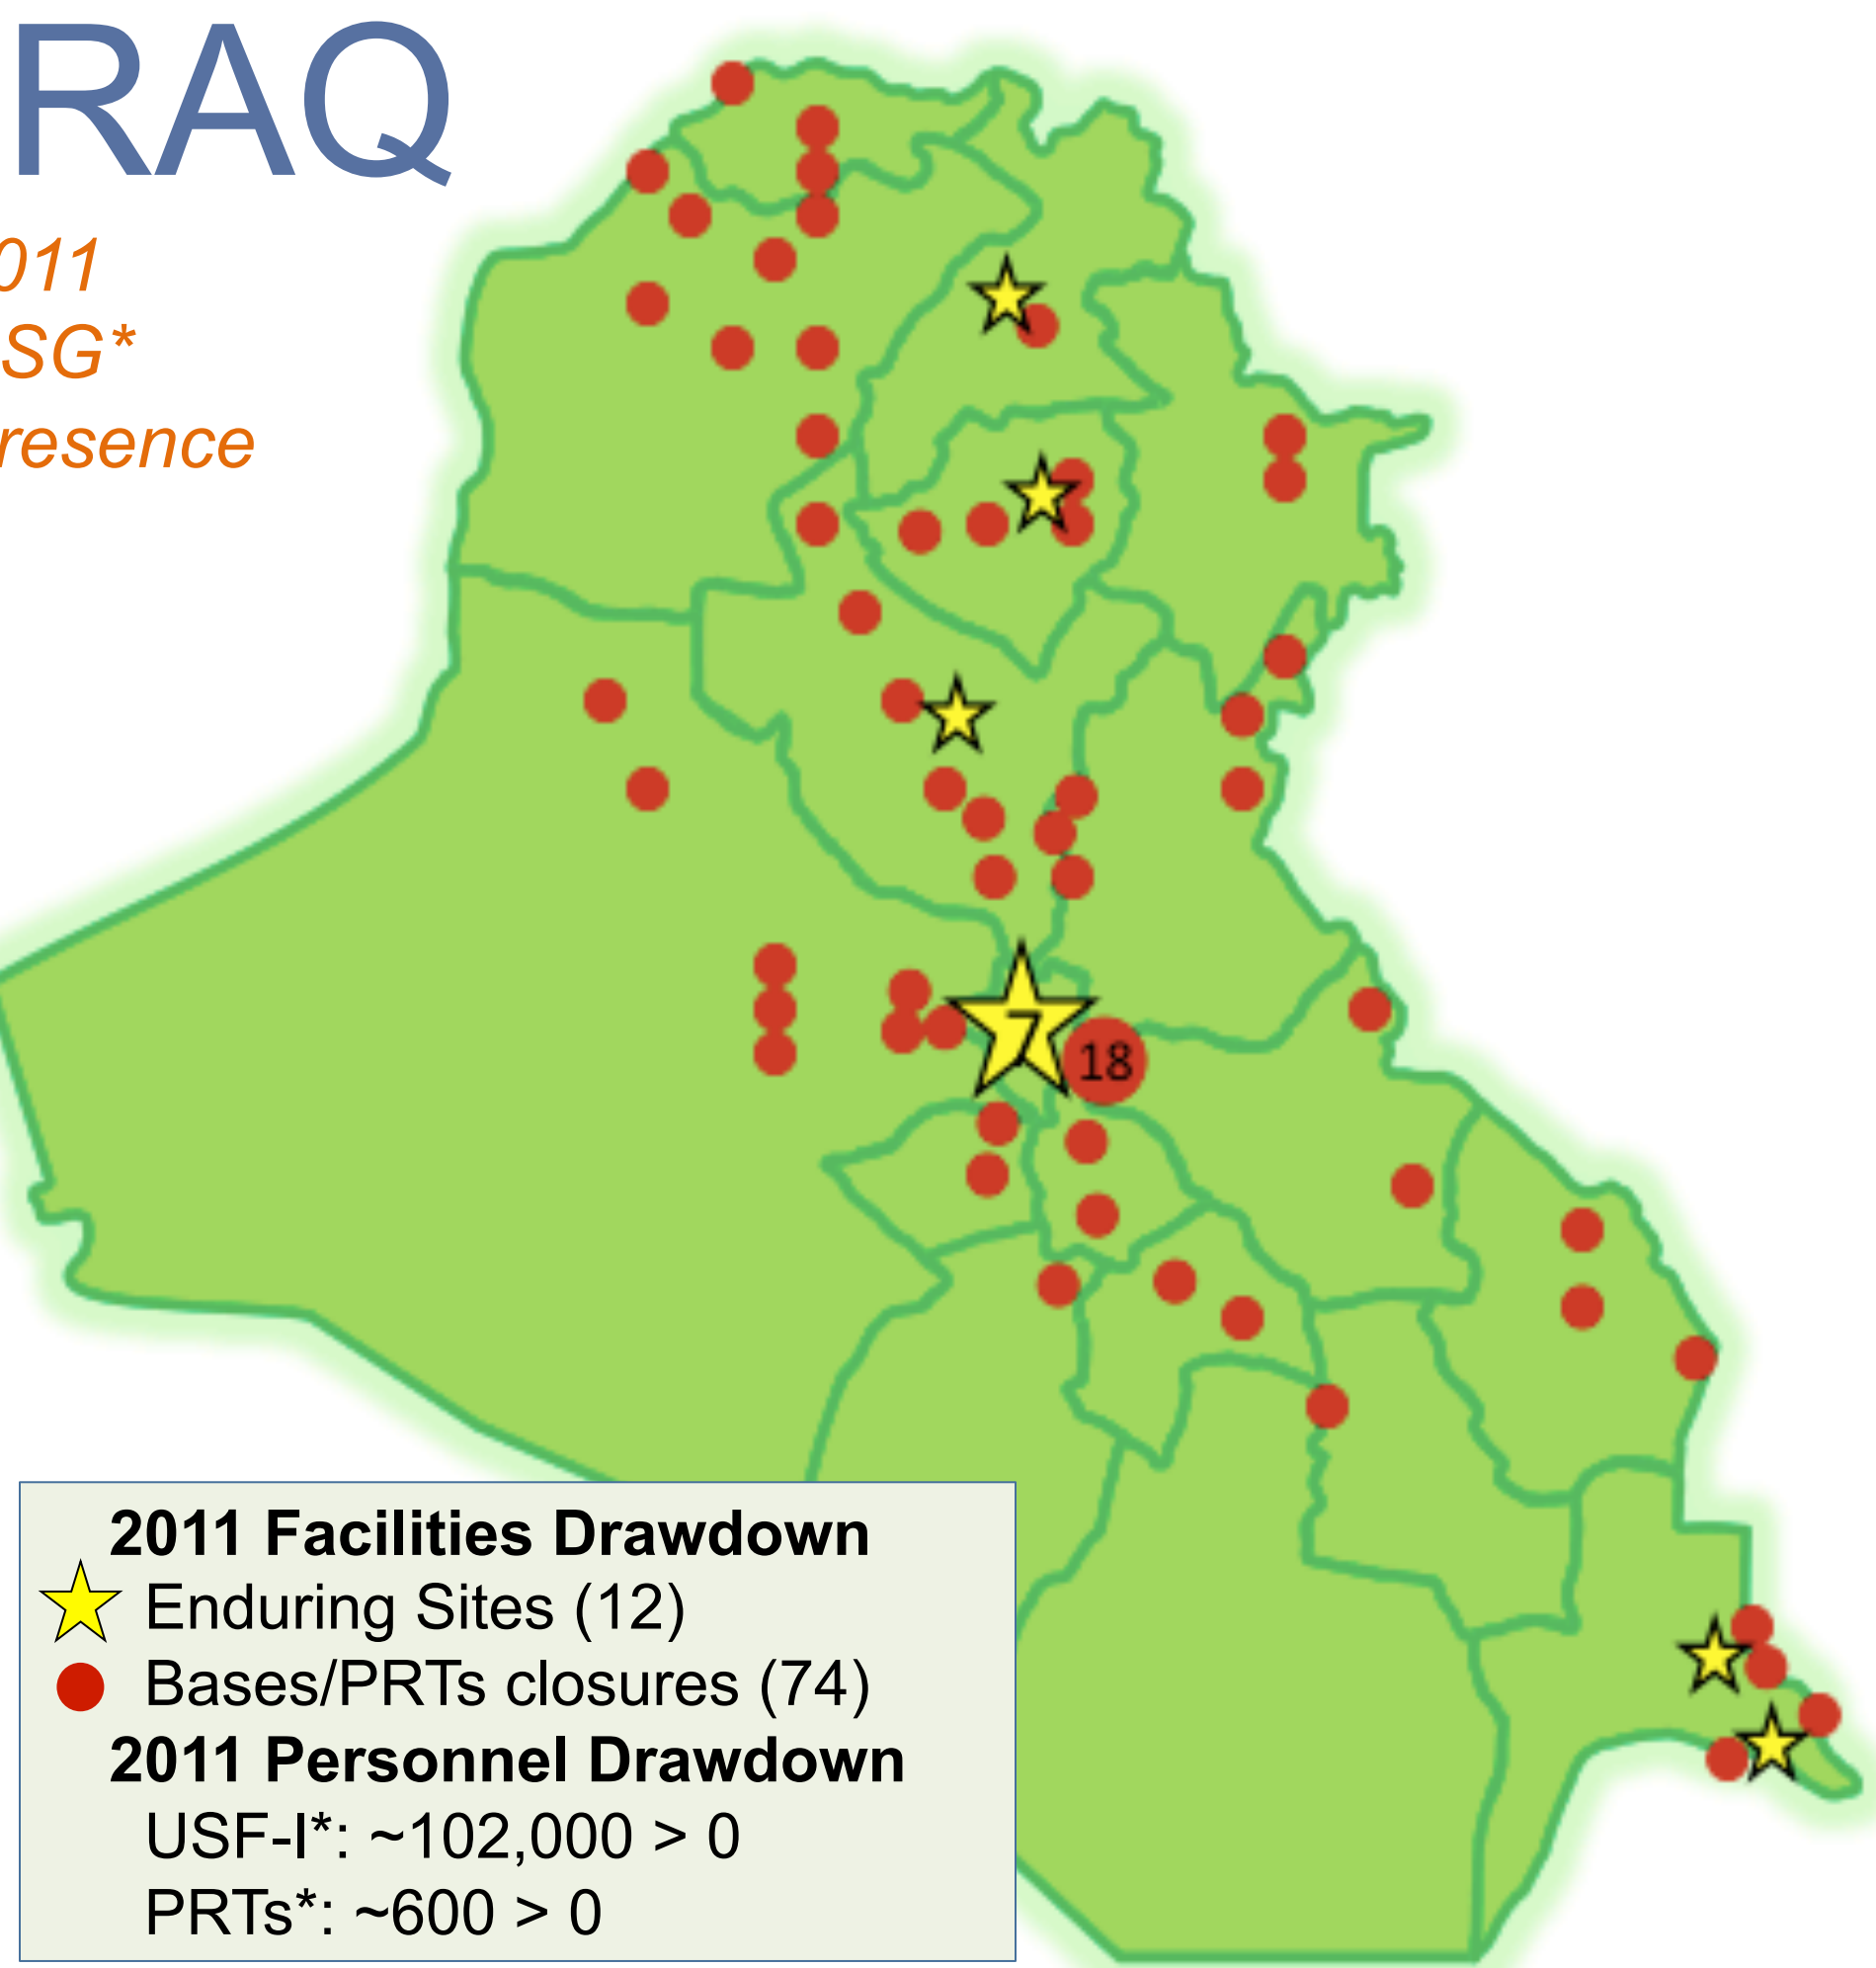 RAQ
011
SG*
resence
7
18
2011 Facilities Drawdown
Enduring Sites (12)
Bases/PRTs closures (74)
2011 Personnel Drawdown
USF-I*: ~102,000 > 0
PRTs*: ~600 > 0